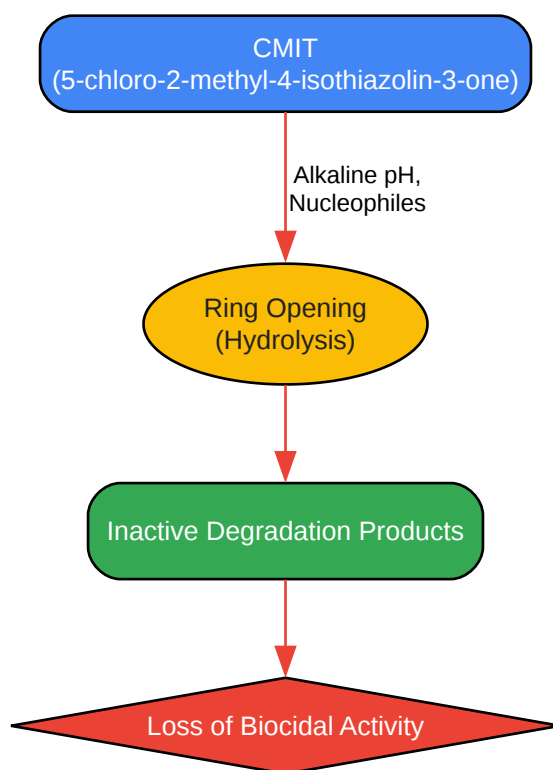 CMIT
(5-chloro-2-methyl-4-isothiazolin-3-one)
Alkaline pH,
Nucleophiles
Ring Opening
(Hydrolysis)
Inactive Degradation Products
Loss of Biocidal Activity